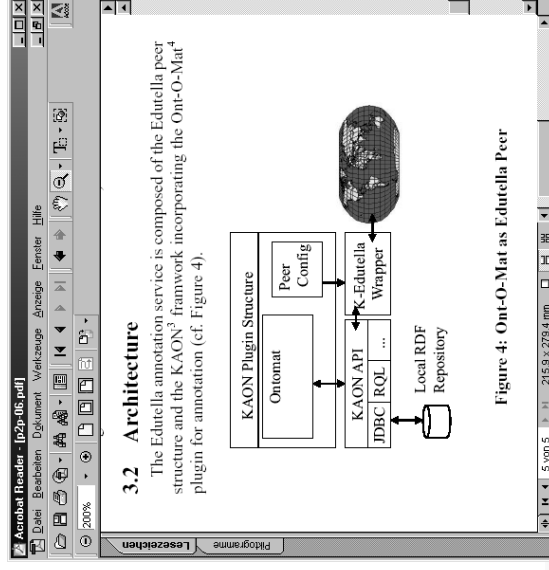 Acrobat Reader - [p2p-06.pdf]
Datei Bearbeiten Dokument Werkzeuge Anzeige Fenster Hilfe
200%
Lesezeichen
Piktogramme
3.2 Architecture
The Edutella annotation service is composed of the Edutella peer
structure and the KAON3 framwork incorporating the Ont-O-Mat4
plugin for annotation (cf. Figure 4).
KAON Plugin Structure
Ontomat
Peer
Config
KAON API
JDBC RQL ...
K-Edutella
Wrapper
Local RDF
Repository
Figure 4: Ont-O-Mat as Edutella Peer
5 von 5
215.9 x 279.4 mm